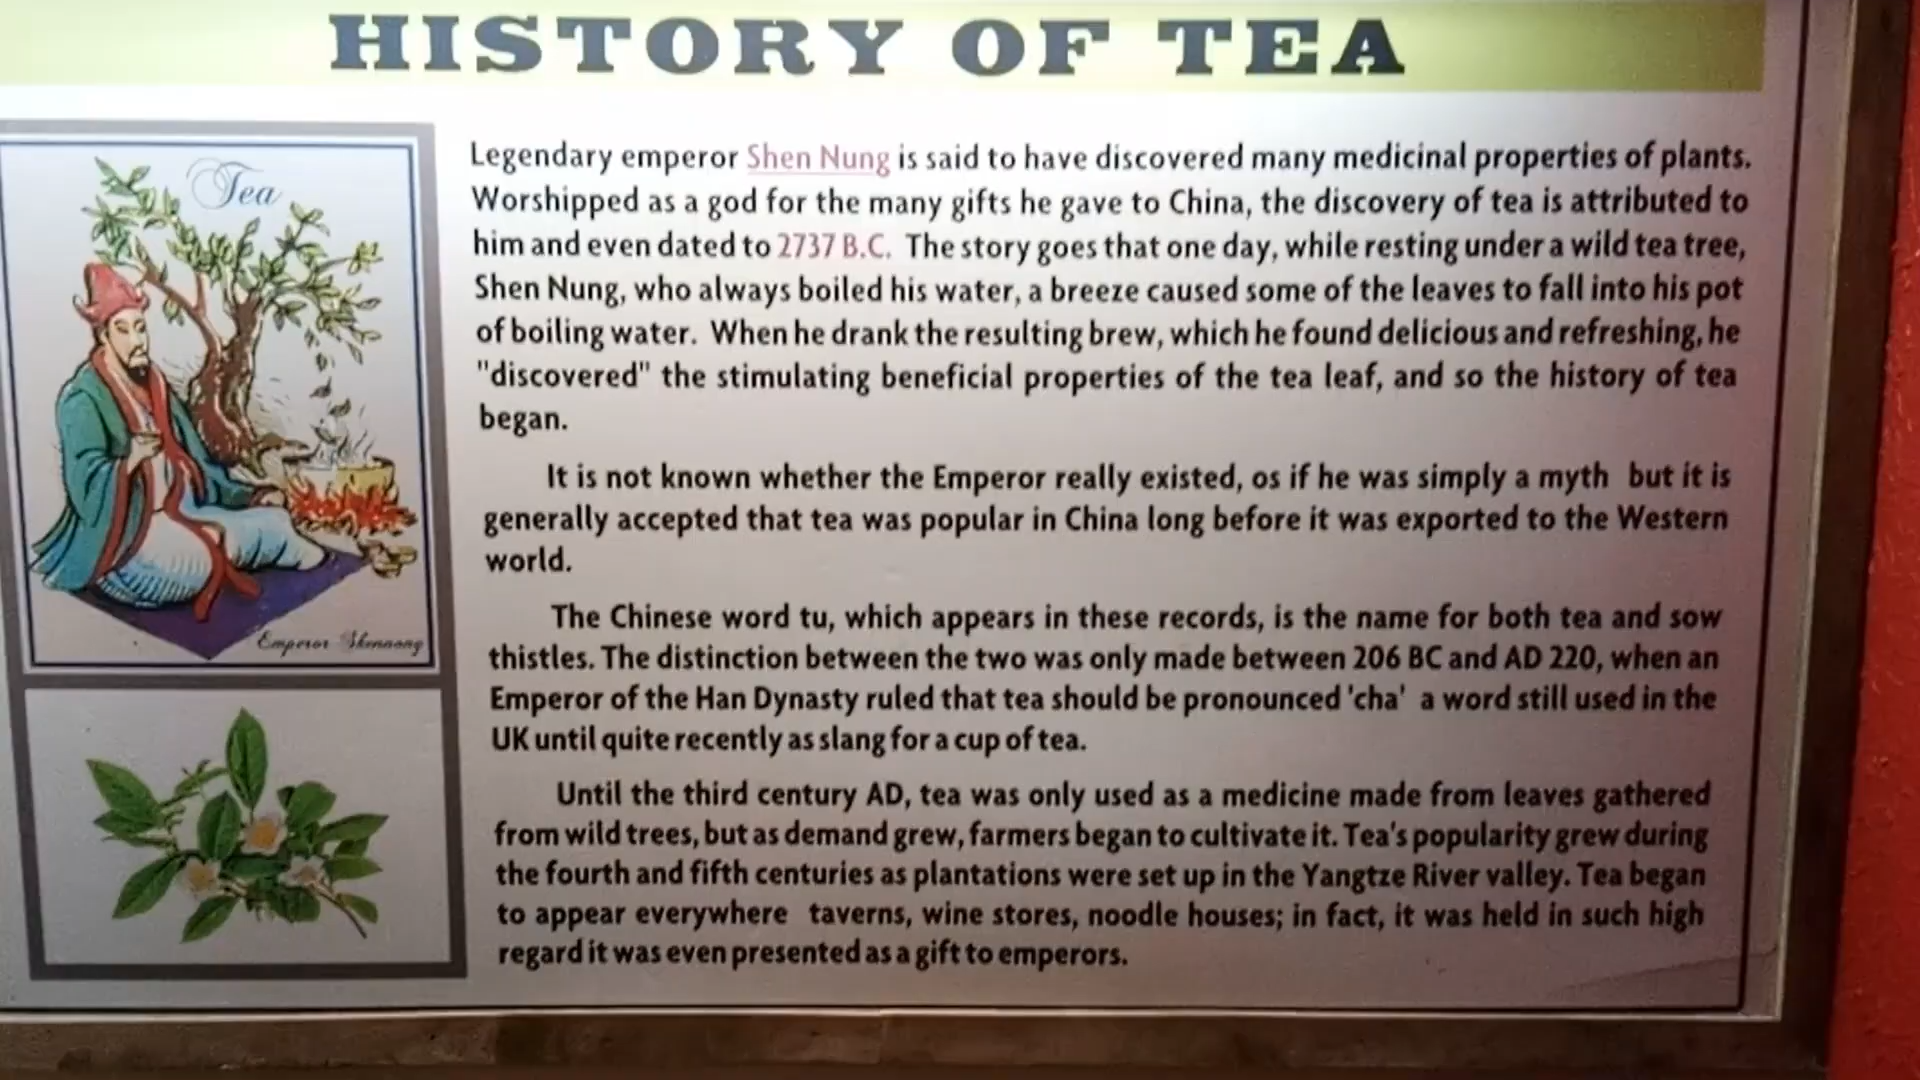 HISTORY OF TEA
Tea
Emperor Shennong
Legendary emperor Shen Nung is said to have discovered many medicinal properties of plants.
Worshipped as a god for the many gifts he gave to China, the discovery of tea is attributed to
him and even dated to 2737 B.C. The story goes that one day, while resting under a wild tea tree,
Shen Nung, who always boiled his water, a breeze caused some of the leaves to fall into his pot
of boiling water. When he drank the resulting brew, which he found delicious and refreshing, he
"discovered" the stimulating beneficial properties of the tea leaf, and so the history of tea
began.
It is not known whether the Emperor really existed, os if he was simply a myth but it is
generally accepted that tea was popular in China long before it was exported to the Western
world.
The Chinese word tu, which appears in these records, is the name for both tea and sow
thistles. The distinction between the two was only made between 206 BC and AD 220, when an
Emperor of the Han Dynasty ruled that tea should be pronounced 'cha' a word still used in the
UK until quite recently as slang for a cup of tea.
Until the third century AD, tea was only used as a medicine made from leaves gathered
from wild trees, but as demand grew, farmers began to cultivate it. Tea's popularity grew during
the fourth and fifth centuries as plantations were set up in the Yangtze River valley. Tea began
to appear everywhere taverns, wine stores, noodle houses; in fact, it was held in such high
regard it was even presented as a gift to emperors.